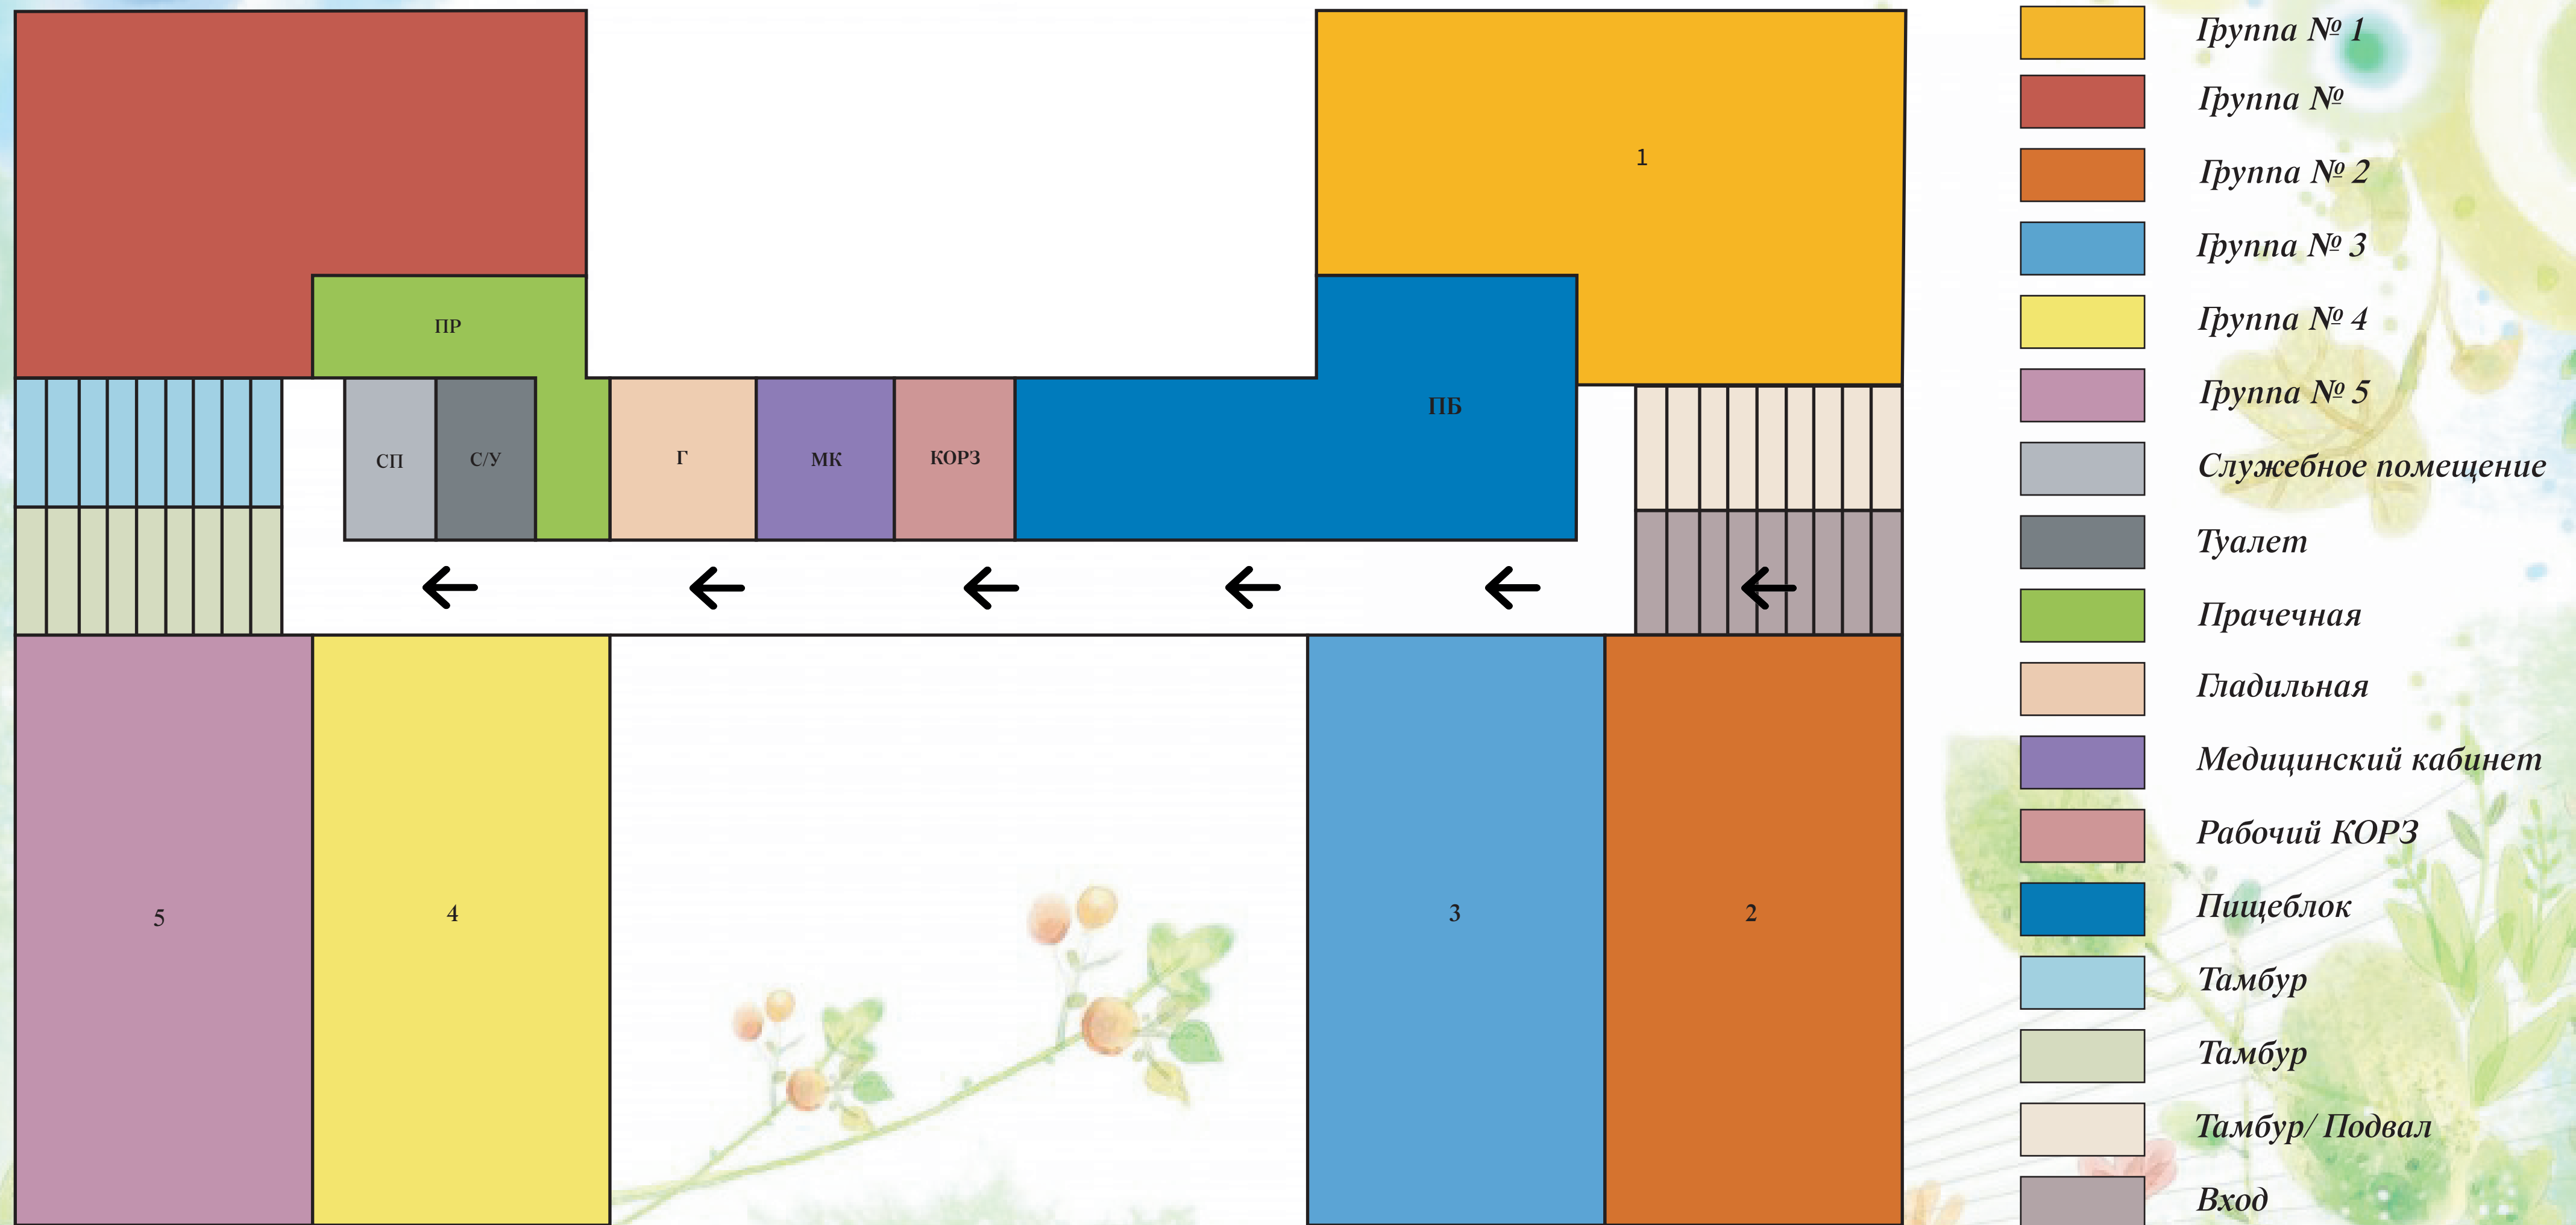 1
ПР
ПБ
СП
С/У
Г
МК
КОРЗ
5
4
3
2
Группа № 1
Группа №
Группа № 2
Группа № 3
Группа № 4
Группа № 5
Служебное помещение
Туалет
Прачечная
Гладильная
Медицинский кабинет
Рабочий КОРЗ
Пищеблок
Тамбур
Тамбур
Тамбур/ Подвал
Вход